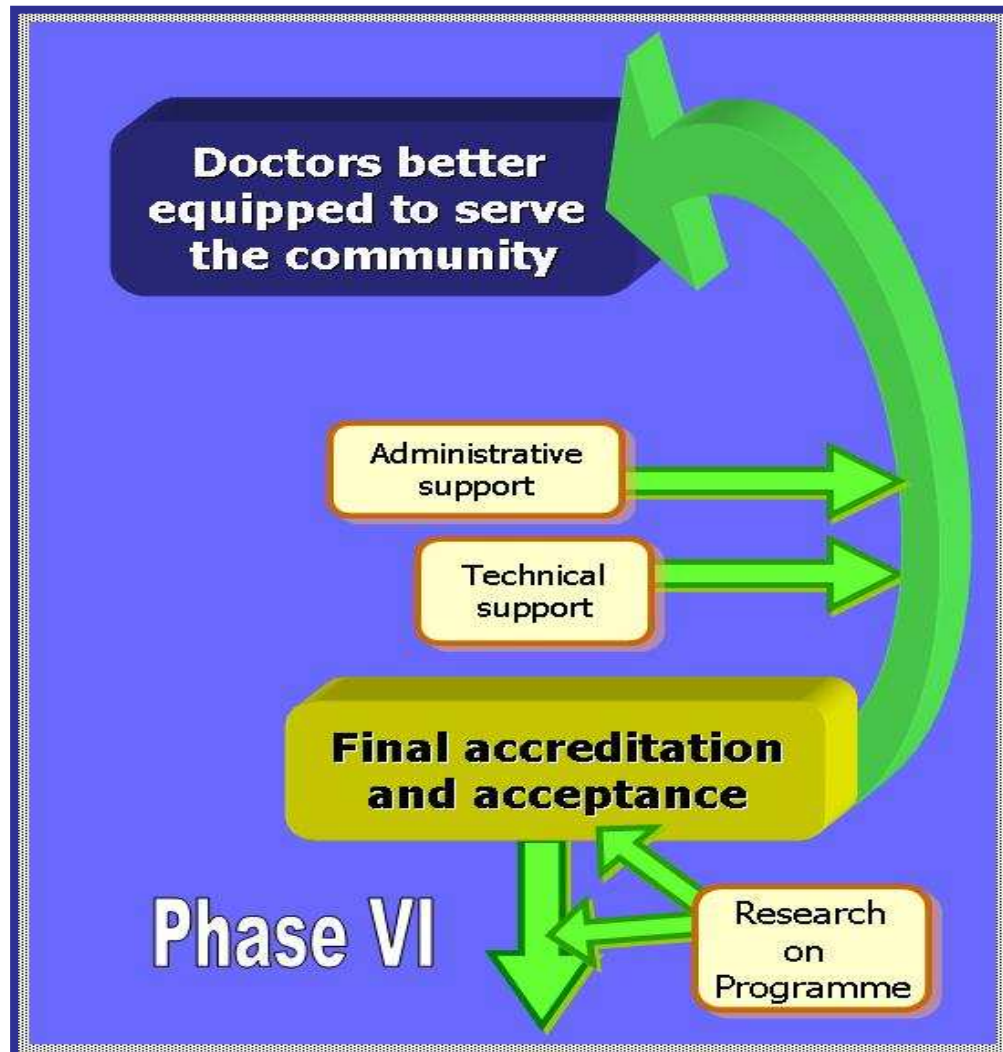 Doctors better
equipped to serve
the community
Administrative
support
Technical
support
Final accreditation
and acceptance
Phase VI
Research
on
Programme